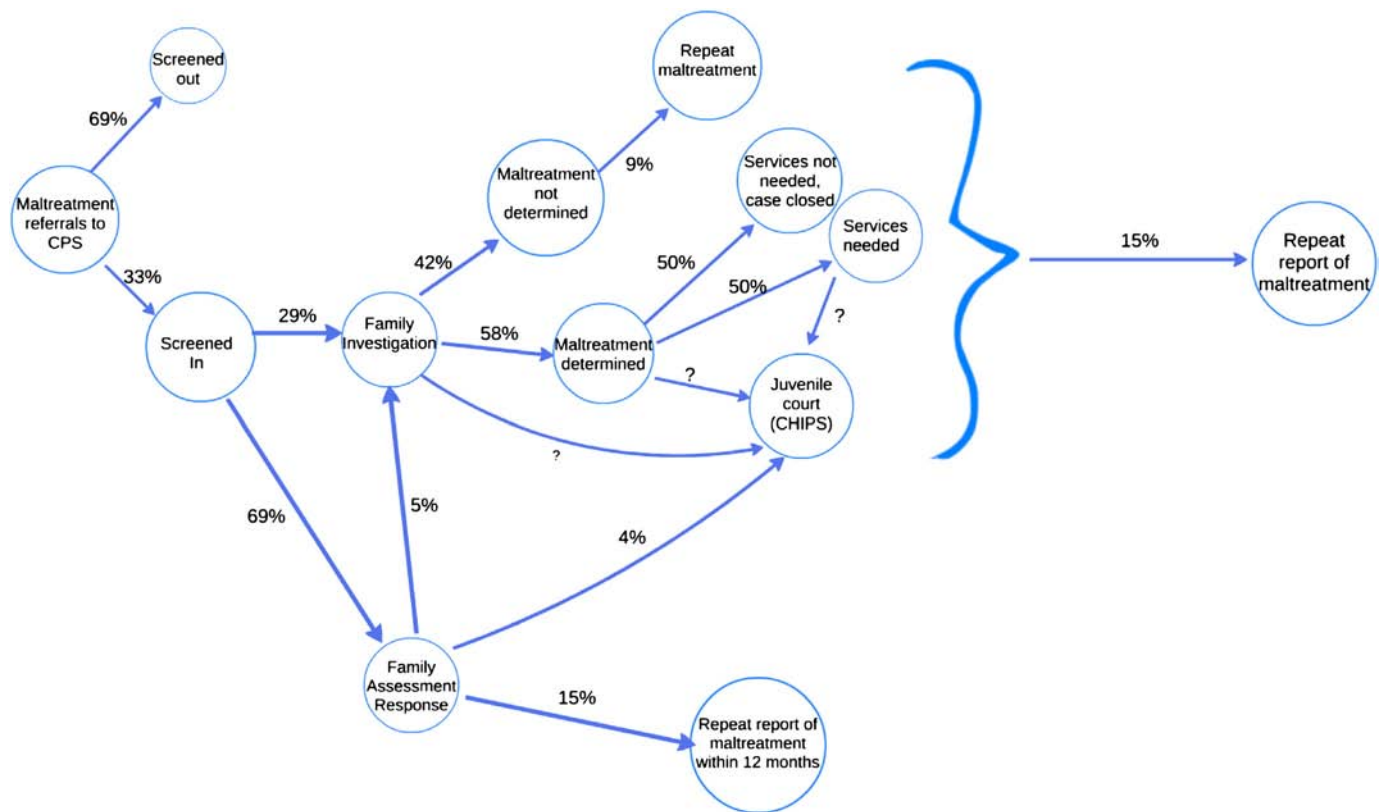 Screened
out
69%
Maltreatment
referrals to
CPS
33%
Screened
In
29%
69%
Family
Investigation
42%
Maltreatment
not
determined
9%
Repeat
maltreatment
58%
Maltreatment
determined
50%
Services not
needed,
case closed
50%
Services
needed
?
?
Juvenile
court
(CHIPS)
?
5%
4%
Family
Assessment
Response
15%
Repeat report of
maltreatment
within 12 months
15%
Repeat
report of
maltreatment